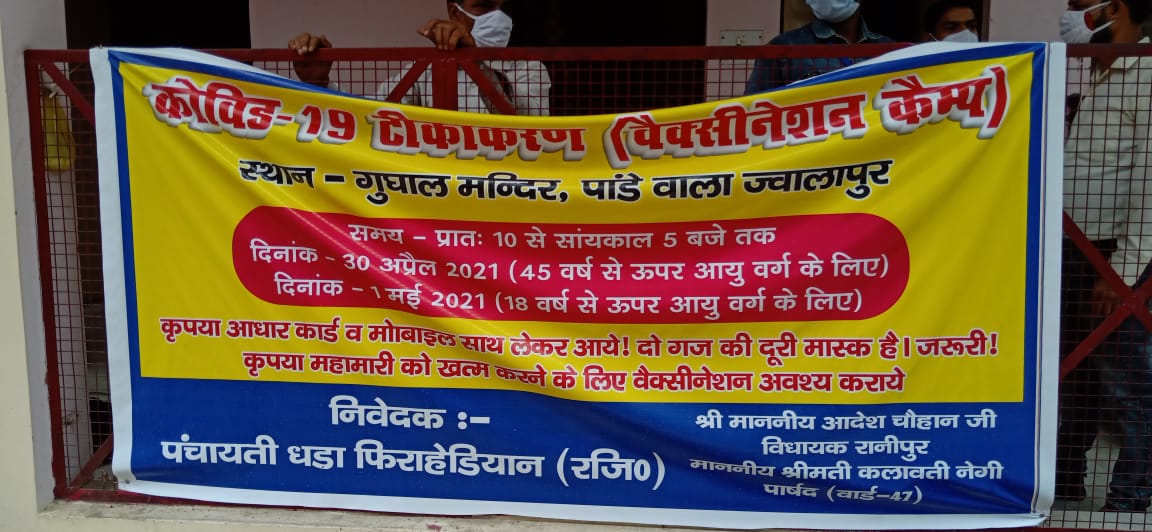 कोविड-19 टीकाकरण (वैक्सीनेशन कैम्प)
स्थान - गुघाल मन्दिर, पांडे वाला ज्वालापुर
समय - प्रातः 10 से सांयकाल 5 बजे तक
दिनांक - 30 अप्रैल 2021 (45 वर्ष से ऊपर आयु वर्ग के लिए)
दिनांक - 1 मई 2021 (18 वर्ष से ऊपर आयु वर्ग के लिए)
कृपया आधार कार्ड व मोाबाइल साथ लेकर आये! दो गज की दूरी मास्क है। जरूरी!
कृपया महामारी को खत्म करने के लिए वैक्सीनेशन अवश्य कराये
निवेदक :-
पंचायती धडा फिराहेडियान (रजि0)
श्री माननीय आदेश चौहान जी
विधायक रानीपुर
माननीय श्रीमती कलावती नेगी
पार्षद (वार्ड-47)